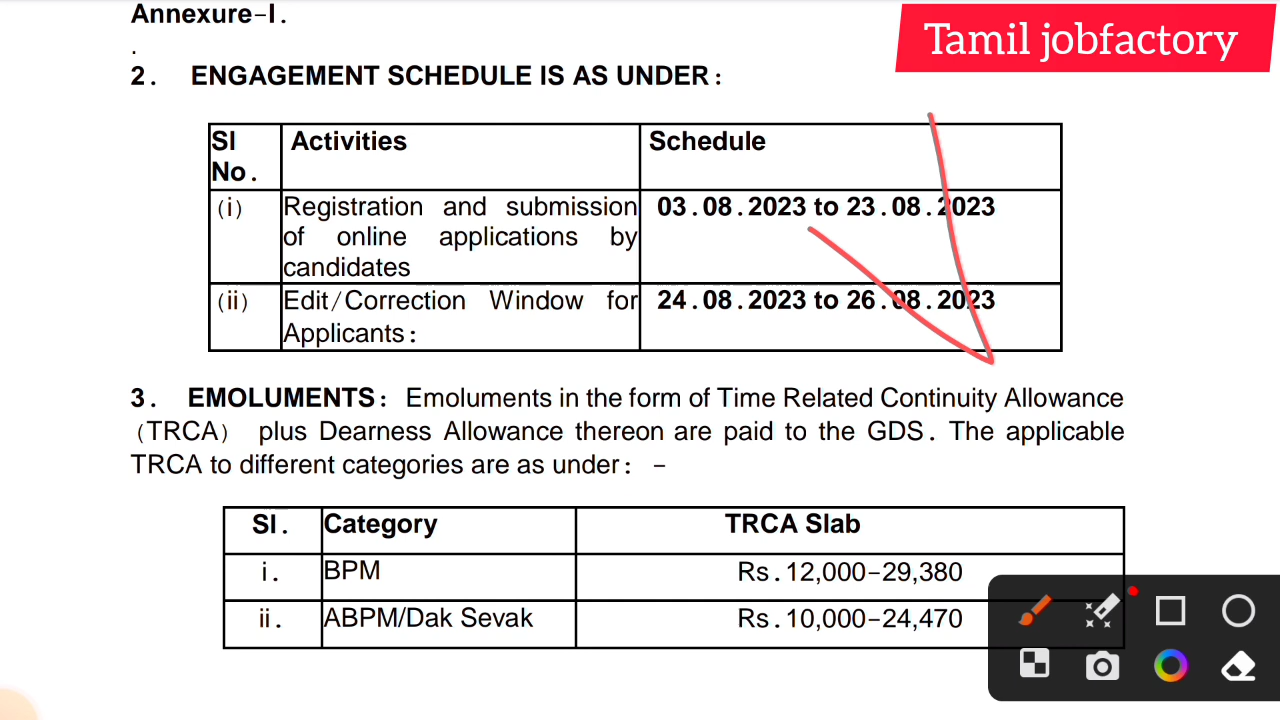 Annexure-I.
Tamil jobfactory
.
2. ENGAGEMENT SCHEDULE IS AS UNDER:
Sl No. Activities Schedule
(i) Registration and submission of online applications by candidates 03.08.2023 to 23.08.2023
(ii) Edit/Correction Window for Applicants: 24.08.2023 to 26.08.2023
3. EMOLUMENTS: Emoluments in the form of Time Related Continuity Allowance
(TRCA) plus Dearness Allowance thereon are paid to the GDS. The applicable
TRCA to different categories are as under: -
Sl. Category TRCA Slab
i. BPM Rs.12,000-29,380
ii. ABPM/Dak Sevak Rs.10,000-24,470